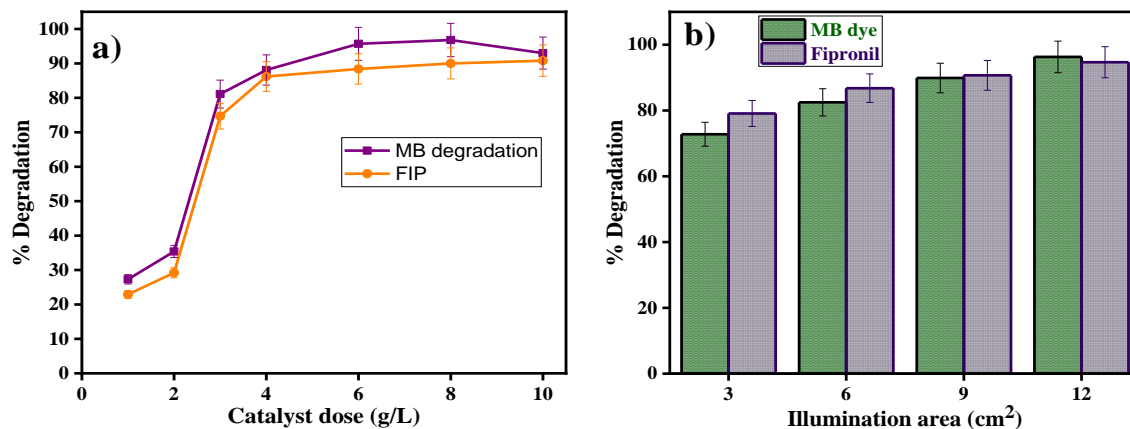 a)
100
90
80
70
60
50
40
30
20
10
0
% Degradation
MB degradation
FIP
0 2 4 6 8 10
Catalyst dose (g/L)
b)
MB dye
Fipronil
100
80
60
40
20
0
% Degradation
3 6 9 12
Illumination area (cm²)